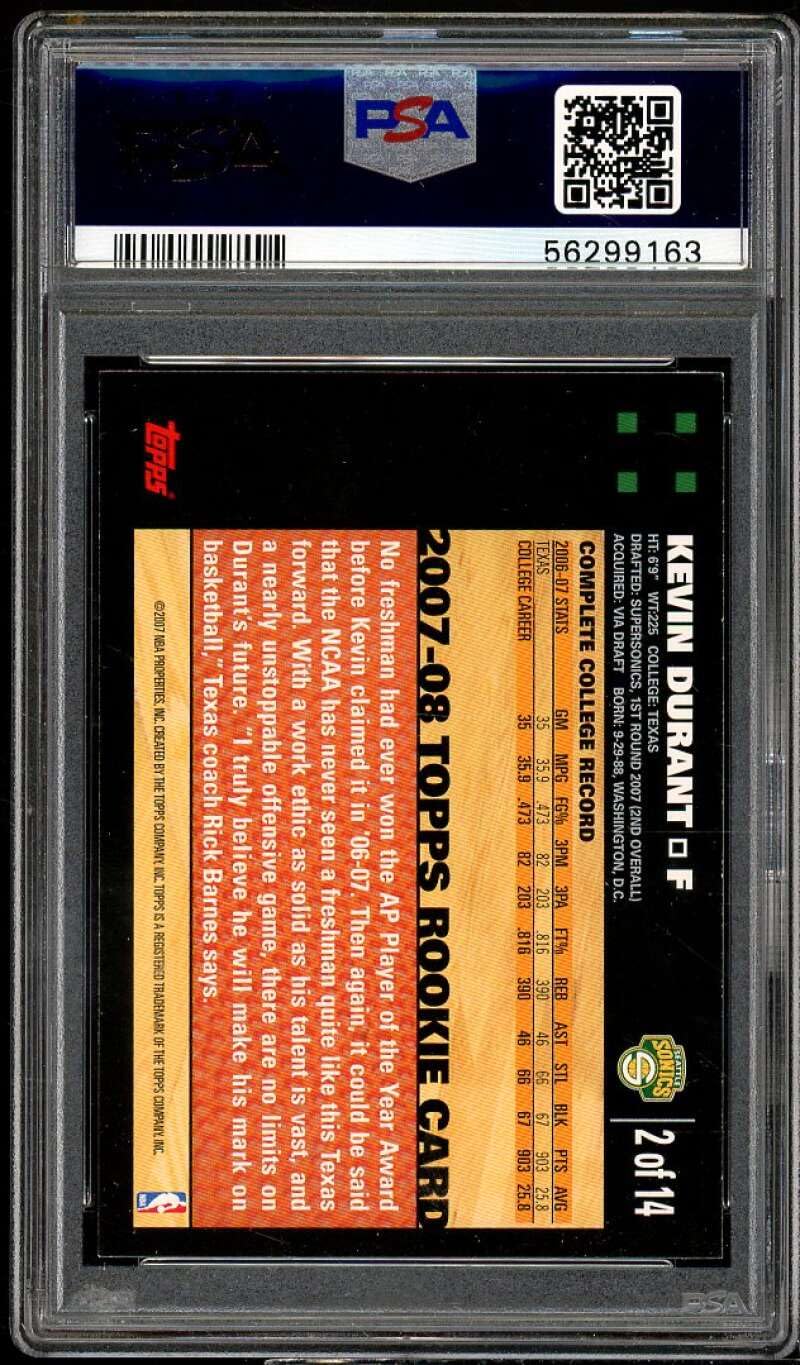 PSA
PSA
56299163
KEVIN DURANT □ F
2 of 14
SEATTLE
SONICS
HT: 6'9" WT:225 COLLEGE: TEXAS
DRAFTED: SUPERSONICS, 1ST ROUND 2007 (2ND OVERALL)
ACQUIRED: VIA DRAFT BORN: 9-29-88, WASHINGTON, D.C.
COMPLETE COLLEGE RECORD
2006-07 STATS GM MPG FG% 3PM 3PA FT% REB AST STL BLK PTS AVG
TEXAS 35 35.9 .473 82 203 .816 390 46 66 67 903 25.8
COLLEGE CAREER 35 35.9 .473 82 203 .816 390 46 66 67 903 25.8
2007-08 TOPPS ROOKIE CARD
No freshman had ever won the AP Player of the Year Award
before Kevin claimed it in '06-07. Then again, it could be said
that the NCAA has never seen a freshman quite like this Texas
forward. With a work ethic as solid as his talent is vast, and
a nearly unstoppable offensive game, there are no limits on
Durant's future. "I truly believe he will make his mark on
basketball," Texas coach Rick Barnes says.
topps
©2007 NBA PROPERTIES, INC. CREATED BY THE TOPPS COMPANY, INC. TOPPS IS A REGISTERED TRADEMARK OF THE TOPPS COMPANY, INC.
NBA
PSA